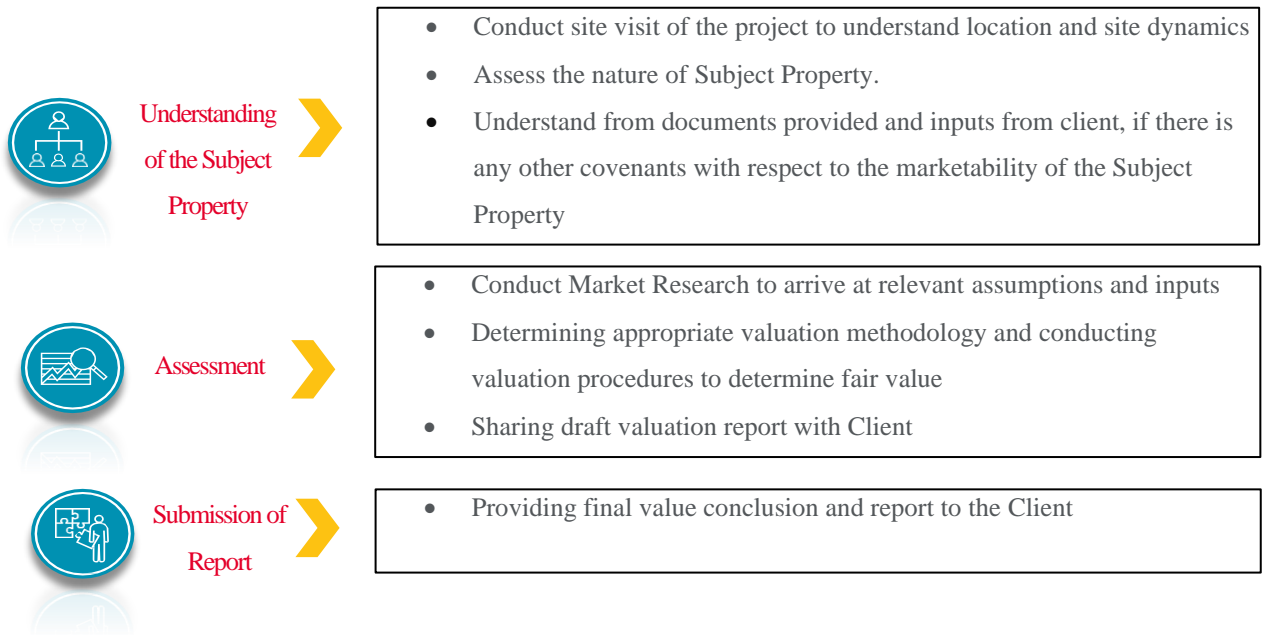 Understanding
of the Subject
Property
• Conduct site visit of the project to understand location and site dynamics
• Assess the nature of Subject Property.
• Understand from documents provided and inputs from client, if there is
any other covenants with respect to the marketability of the Subject
Property
Assessment
• Conduct Market Research to arrive at relevant assumptions and inputs
• Determining appropriate valuation methodology and conducting
valuation procedures to determine fair value
• Sharing draft valuation report with Client
Submission of
Report
• Providing final value conclusion and report to the Client